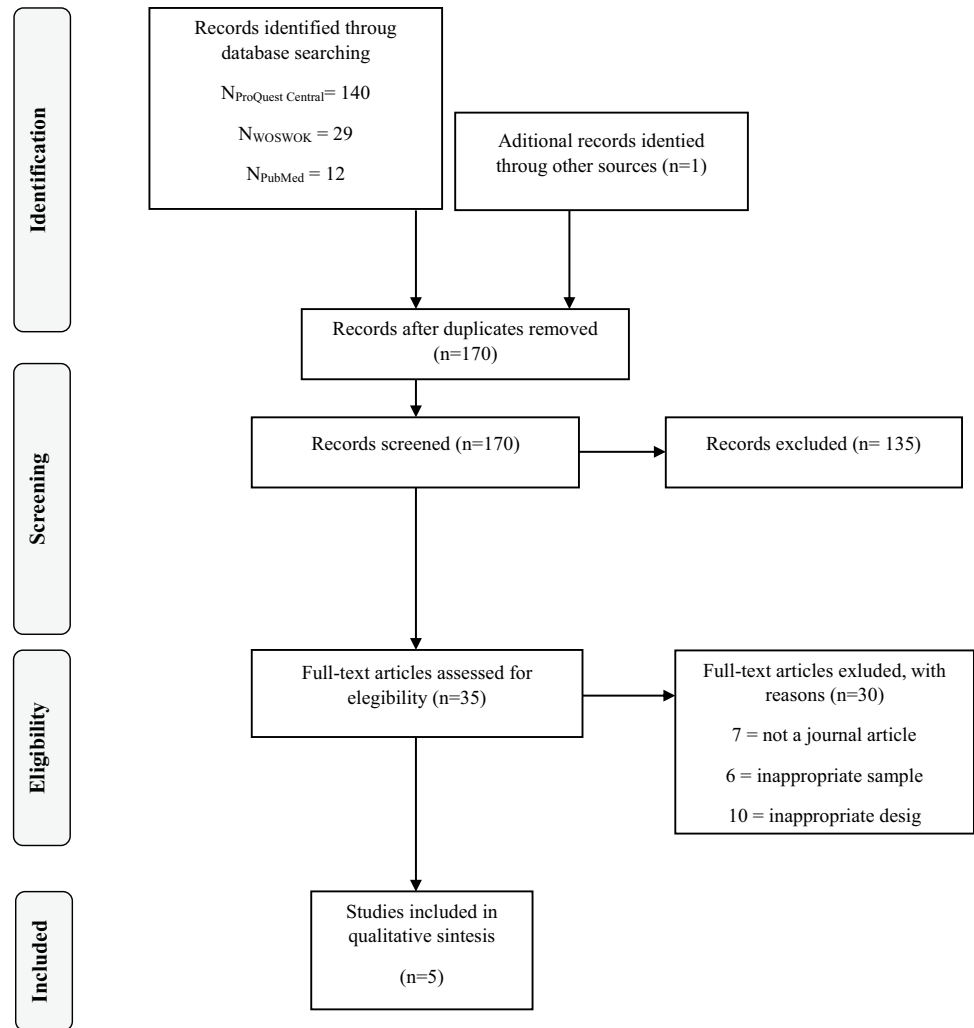 Identification
Records identified throug
database searching
NProQuest Central= 140
NWOSWOK = 29
NPubMed = 12
Aditional records identied
throug other sources (n=1)
Records after duplicates removed
(n=170)
Screening
Records screened (n=170)
Records excluded (n= 135)
Eligibility
Full-text articles assessed for
elegibility (n=35)
Full-text articles exluded, with
reasons (n=30)
7 = not a journal article
6 = inappropriate sample
10 = inappropriate desig
Included
Studies included in
qualitative sintesis
(n=5)